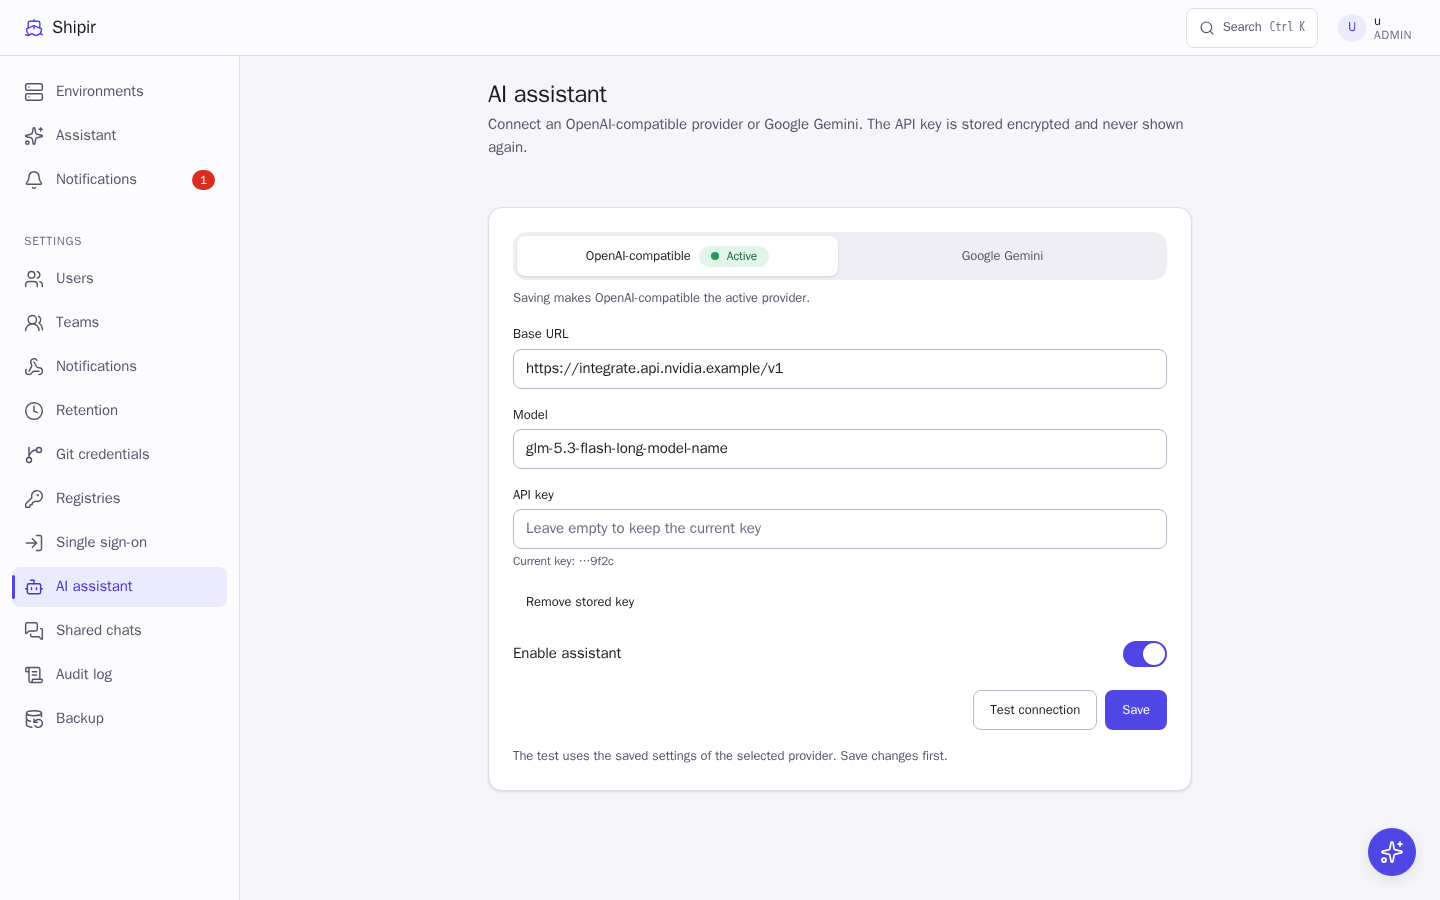 Shipir
Search Ctrl K
U
u
ADMIN
Environments
Assistant
Notifications
1
SETTINGS
Users
Teams
Notifications
Retention
Git credentials
Registries
Single sign-on
AI assistant
Shared chats
Audit log
Backup
AI assistant
Connect an OpenAI-compatible provider or Google Gemini. The API key is stored encrypted and never shown
again.
OpenAI-compatible
Active
Google Gemini
Saving makes OpenAI-compatible the active provider.
Base URL
https://integrate.api.nvidia.example/v1
Model
glm-5.3-flash-long-model-name
API key
Leave empty to keep the current key
Current key: ···9f2c
Remove stored key
Enable assistant
Test connection
Save
The test uses the saved settings of the selected provider. Save changes first.